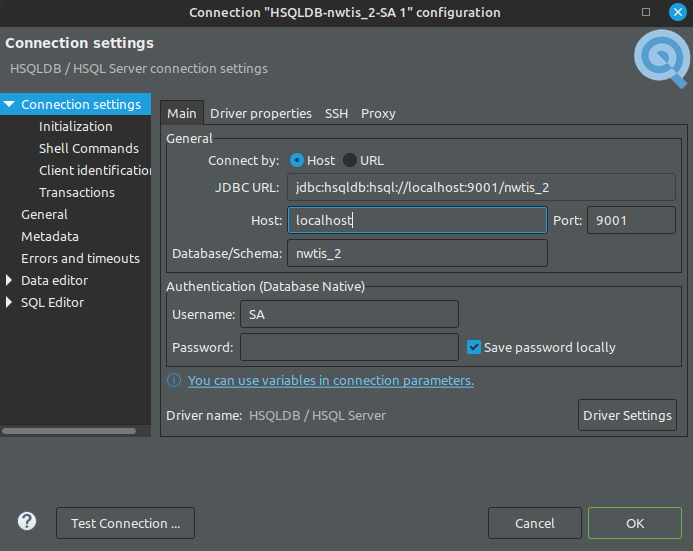 Connection "HSQLDB-nwtis_2-SA 1" configuration
Connection settings
HSQLDB / HSQL Server connection settings
Connection settings
Initialization
Shell Commands
Client identification
Transactions
General
Metadata
Errors and timeouts
Data editor
SQL Editor
Main Driver properties SSH Proxy
General
Connect by: Host URL
JDBC URL: jdbc:hsqldb:hsql://localhost:9001/nwtis_2
Host: localhost Port: 9001
Database/Schema: nwtis_2
Authentication (Database Native)
Username: SA
Password: Save password locally
You can use variables in connection parameters.
Driver name: HSQLDB / HSQL Server Driver Settings
Test Connection ... Cancel OK